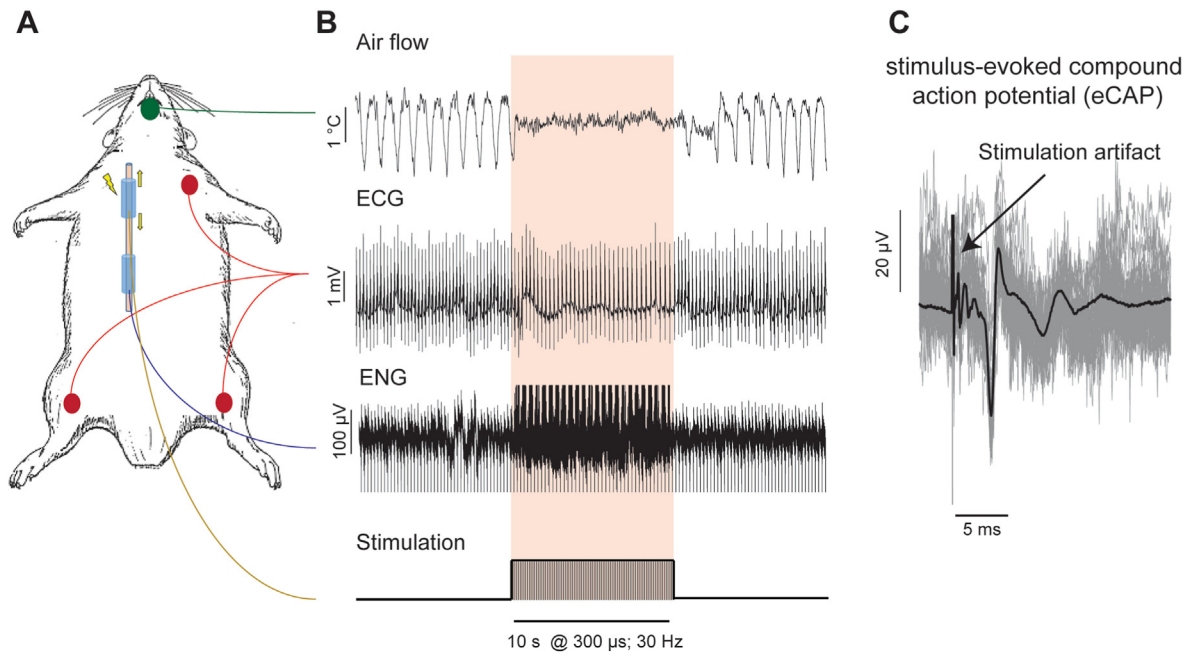 A
B
C
Air flow
1 °C
ECG
1 mV
ENG
100 µV
Stimulation
10 s @ 300 µs; 30 Hz
stimulus-evoked compound
action potential (eCAP)
Stimulation artifact
20 µV
5 ms